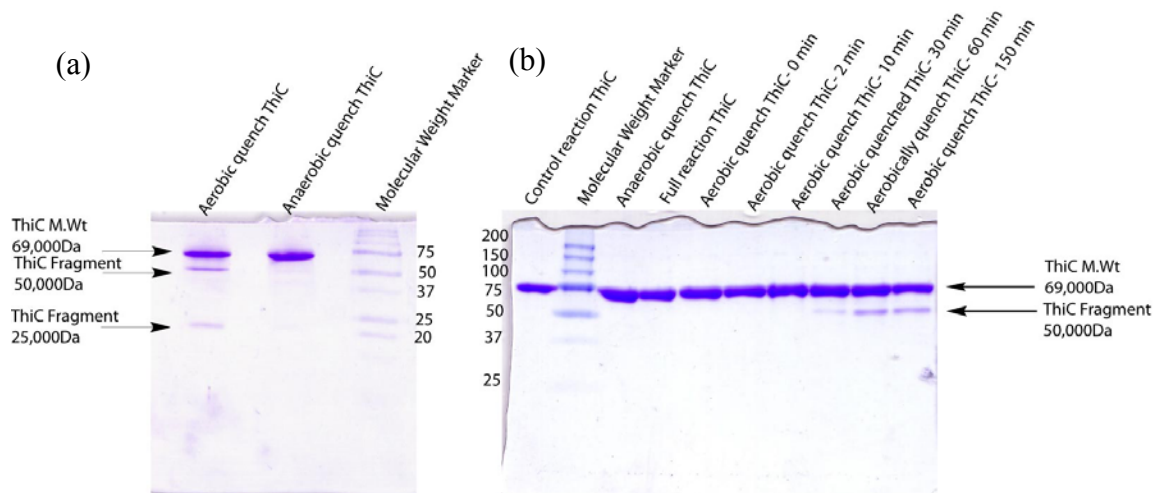 (a)
Aerobic quench ThiC
Anaerobic quench ThiC
Molecular Weight Marker
ThiC M.Wt
69,000Da
ThiC Fragment
50,000Da
ThiC Fragment
25,000Da
75
50
37
25
20
(b)
Control reaction ThiC
Molecular Weight Marker
Anaerobic quench ThiC
Full reaction ThiC
Aerobic quench ThiC- 0 min
Aerobic quench ThiC- 2 min
Aerobic quench ThiC- 10 min
Aerobic quenched ThiC- 30 min
Aerobically quench ThiC- 60 min
Aerobic quench ThiC- 150 min
200
150
100
75
50
37
25
ThiC M.Wt
69,000Da
ThiC Fragment
50,000Da